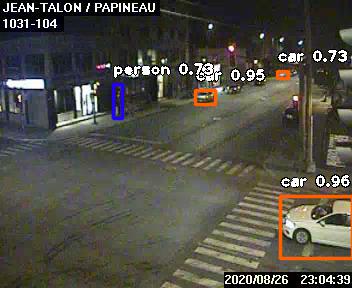 JEAN-TALON / PAPINEAU
1031-104
person 0.73
car 0.95
car 0.73
car 0.96
2020/08/26 23:04:39